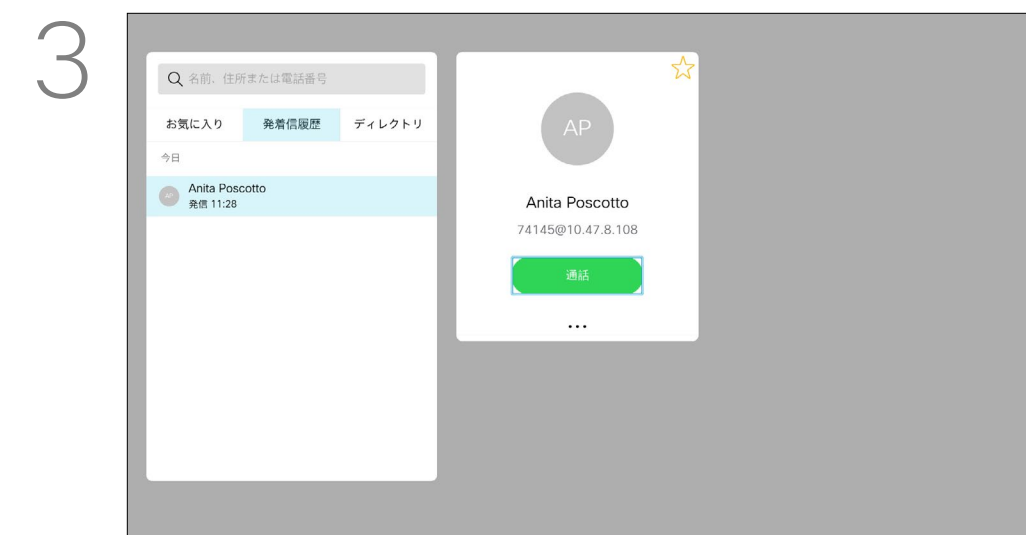 3
名前、住所または電話番号
お気に入り 発着信履歴 ディレクトリ
今日
AP
Anita Poscotto
発信 11:28
AP
Anita Poscotto
74145@10.47.8.108
通話
...